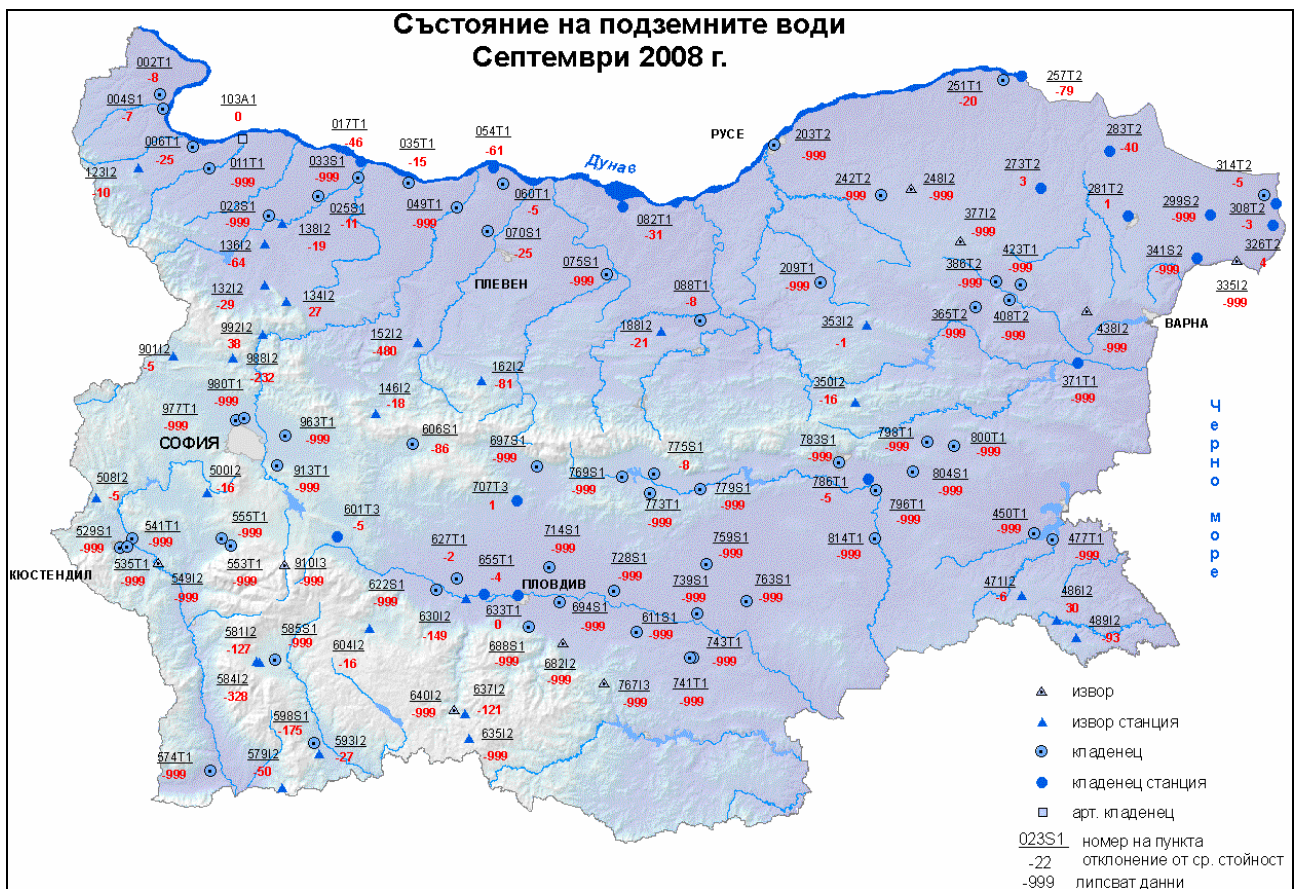 Състояние на подземните води
Септември 2008 г.
002T1
-8
004S1
-7
103A1
0
006T1
-25
123I2
-10
011T1
-999
017T1
-46
033S1
-999
035T1
-15
054T1
-61
028S1
-999
025S1
-11
049T1
-999
060T1
-5
138I2
-19
136I2
-64
070S1
-25
132I2
-29
134I2
27
Дунав
082T1
-31
ПЛЕВЕН
075S1
-999
088T1
-8
РУСЕ
203T2
-999
251T1
-20
257T2
-79
283T2
-40
273T2
3
242T2
-999
248I2
-999
314T2
-5
281T2
1
299S2
-999
308T2
-3
377I2
-999
326T2
4
386T2
-999
423T1
-999
341S2
-999
335I2
-999
209T1
-999
365T2
-999
408T2
-999
438I2
-999
ВАРНА
353I2
-1
371T1
-999
350I2
-16
188I2
-21
152I2
-480
162I2
-81
146I2
-18
992I2
38
901I2
-5
988I2
-232
980T1
-999
977T1
-999
СОФИЯ
963T1
-999
606S1
-86
697S1
-999
775S1
-8
783S1
-999
798T1
-999
800T1
-999
769S1
-999
773T1
-999
779S1
-999
786T1
-5
796T1
-999
804S1
-999
Черно море
913T1
-999
500I2
-16
508I2
-5
707T3
1
601T3
-5
529S1
-999
541T1
-999
555T1
-999
535T1
-999
КЮСТЕНДИЛ
549I2
-999
553T1
-999
910I3
-999
627T1
-2
655T1
-4
714S1
-999
ПЛОВДИВ
728S1
-999
759S1
-999
814T1
-999
450T1
-999
477T1
-999
622S1
-999
630I2
-149
633T1
0
694S1
-999
611S1
-999
739S1
-999
763S1
-999
471I2
-6
486I2
30
489I2
-93
581I2
-127
585S1
-999
604I2
-16
688S1
-999
682I2
-999
743T1
-999
741T1
-999
584I2
-328
640I2
-999
637I2
-121
767I3
-999
635I2
-999
598S1
-175
593I2
-27
574T1
-999
579I2
-50
извор
извор станция
кладенец
кладенец станция
арт. кладенец
023S1 номер на пункта
-22 отклонение от ср. стойност
-999 липсват данни